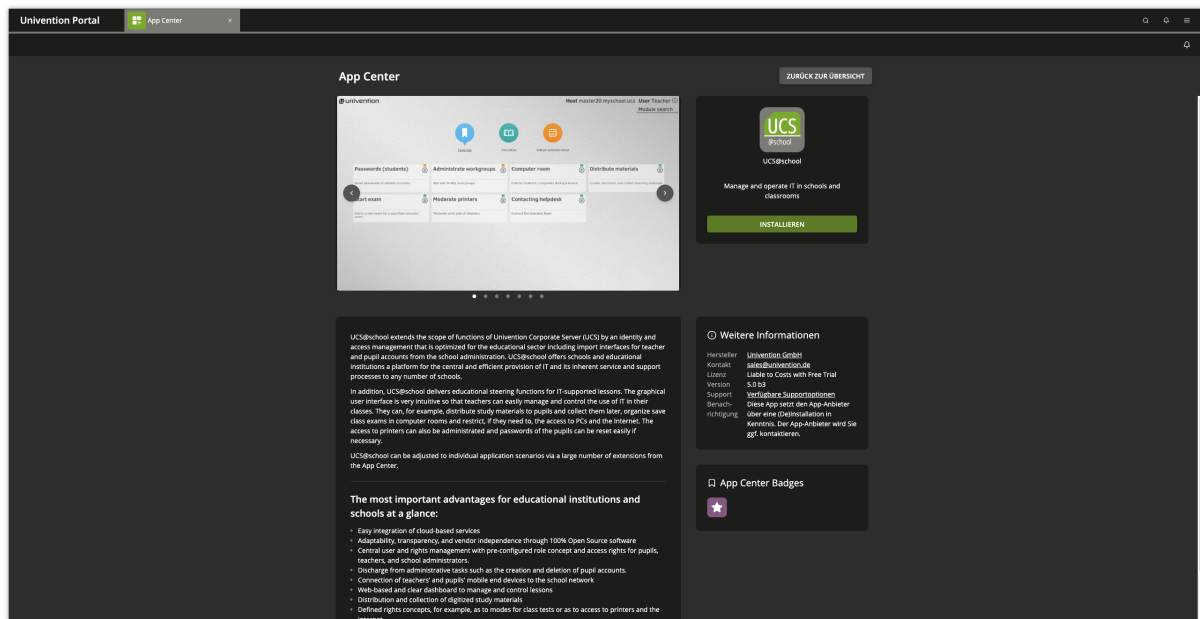 Univention Portal
App Center
App Center
ZURÜCK ZUR ÜBERSICHT
univention
Host master20.myschool.ucs User Teacher
Module search
Favorites
Education
Passwords (students)
Administrate workgroups
Computer room
Distribute materials
Start exam
Moderate printers
Contacting helpdesk
Contact the helpdesk team
UCS
@school
UCS@school
Manage and operate IT in schools and
classrooms
INSTALLIEREN
UCS@school extends the scope of functions of Univention Corporate Server (UCS) by an identity and
access management that is optimized for the educational sector including import interfaces for teacher
and pupil accounts from the school administration. UCS@school offers schools and educational
institutions a platform for the central and efficient provision of IT and its inherent service and support
processes to any number of schools.
In addition, UCS@school delivers educational steering functions for IT-supported lessons. The graphical
user interface is very intuitive so that teachers can easily manage and control the use of IT in their
classes. They can, for example, distribute study materials to pupils and collect them later, organize save
class exams in computer rooms and restrict, if they need to, the access to PCs and the Internet. The
access to printers can also be administrated and passwords of the pupils can be reset easily if
necessary.
UCS@school can be adjusted to individual application scenarios via a large number of extensions from
the App Center.
The most important advantages for educational institutions and
schools at a glance:
Easy integration of cloud-based services
Adaptability, transparency, and vendor independence through 100% Open Source software
Central user and rights management with pre-configured role concept and access rights for pupils,
teachers, and school administrators.
Discharge from administrative tasks such as the creation and deletion of pupil accounts.
Connection of teachers' and pupils' mobile end devices to the school network
Web-based and clear dashboard to manage and control lessons
Distribution and collection of digitized study materials
Defined rights concepts, for example, as to modes for class tests or as to access to printers and the
Internet
Weitere Informationen
Hersteller Univention GmbH
Kontakt sales@univention.de
Lizenz Liable to Costs with Free Trial
Version 5.0 b3
Support Verfügbare Supportoptionen
Benach- Diese App setzt den App-Anbieter
richtigung über eine (De)Installation in
Kenntnis. Der App-Anbieter wird Sie
ggf. kontaktieren.
App Center Badges